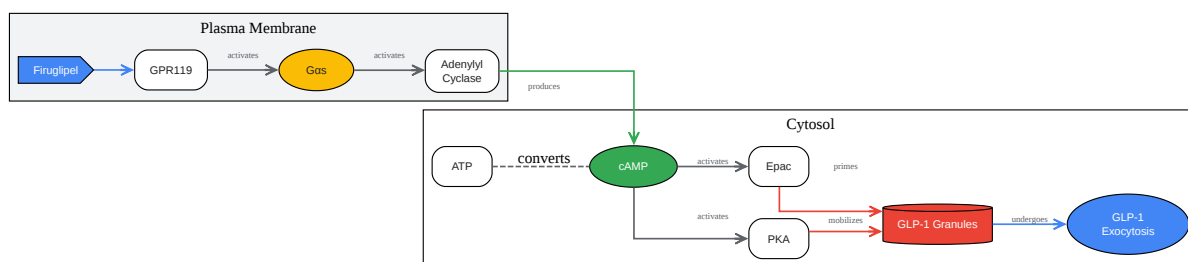 Plasma Membrane
Firuglipel
GPR119
activates
Gαs
activates
Adenylyl
Cyclase
produces
Cytosol
ATP
converts
cAMP
activates
Epac
primes
activates
PKA
mobilizes
GLP-1 Granules
undergoes
GLP-1
Exocytosis